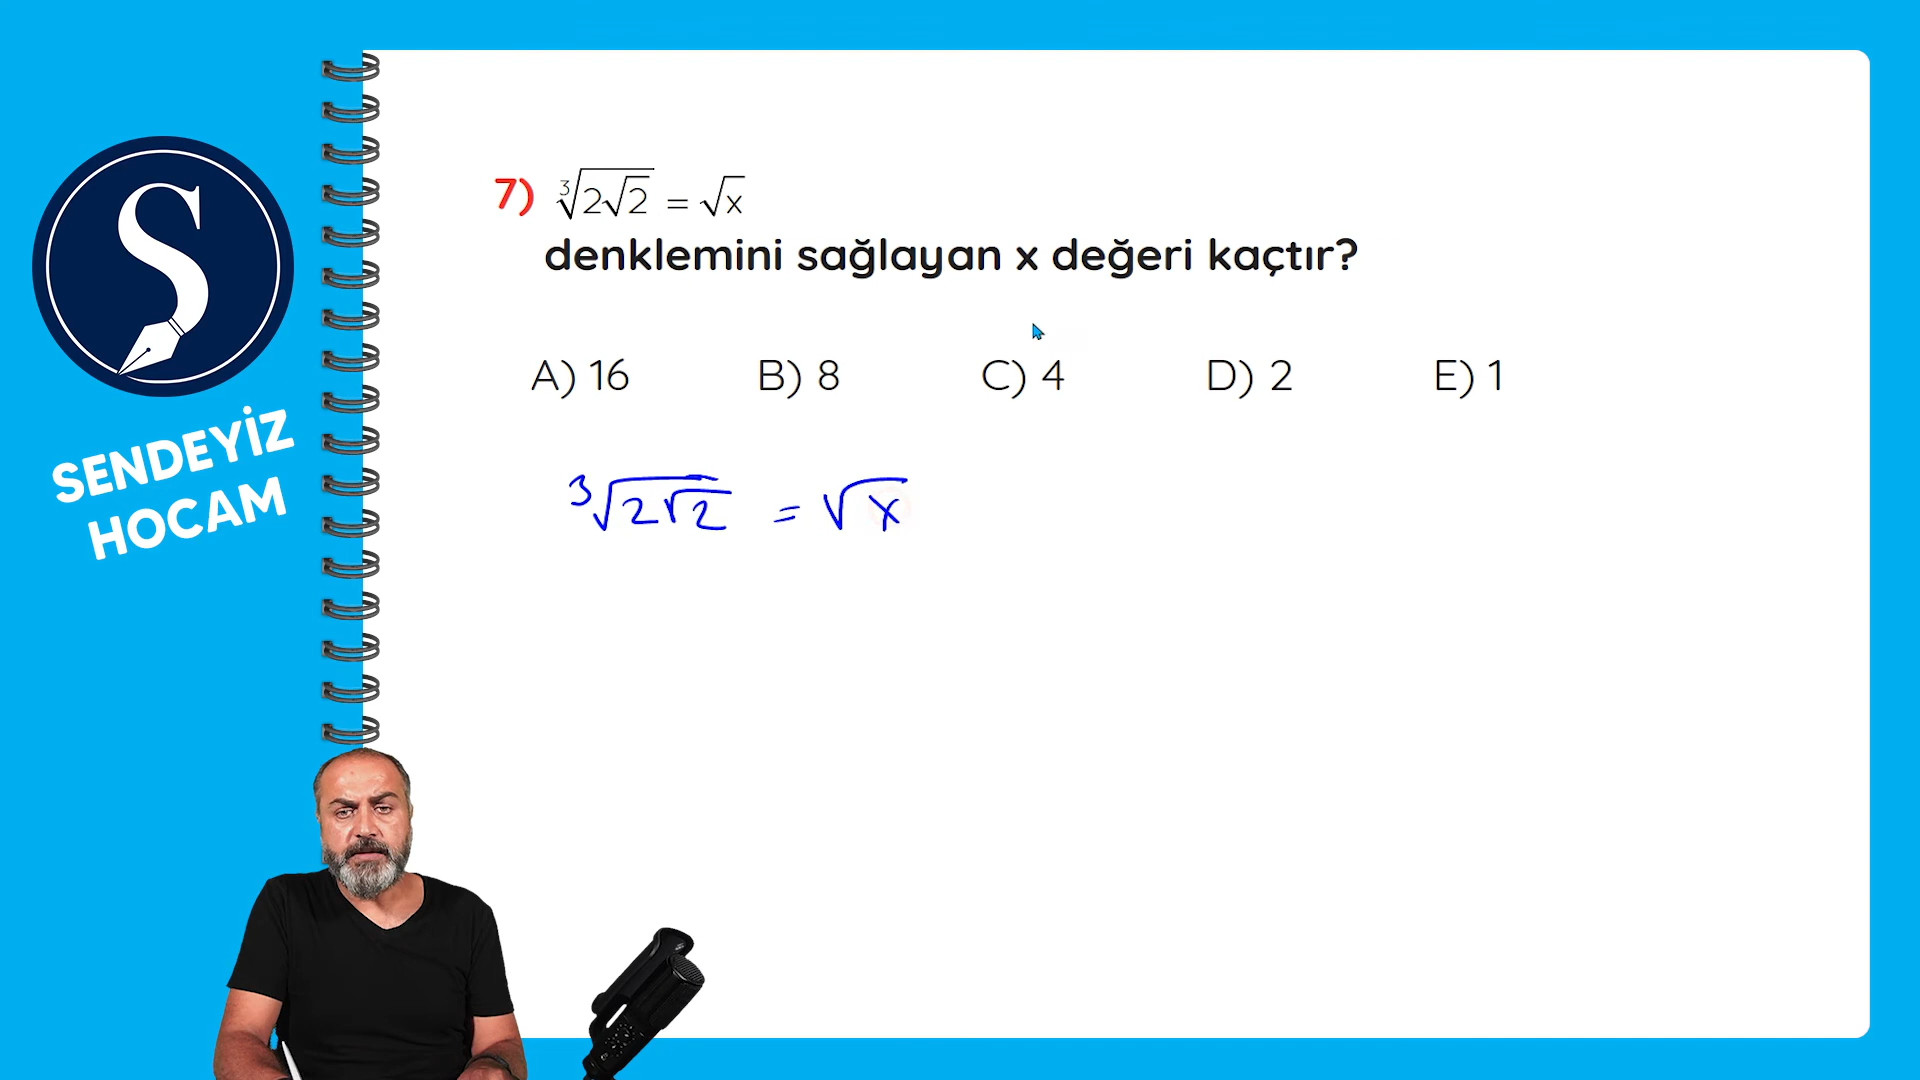 SENDEYİZ
HOCAM
7) ∛(2√2) = √x
denklemini sağlayan x değeri kaçtır?
A) 16 B) 8 C) 4 D) 2 E) 1
∛(2√2) = √x